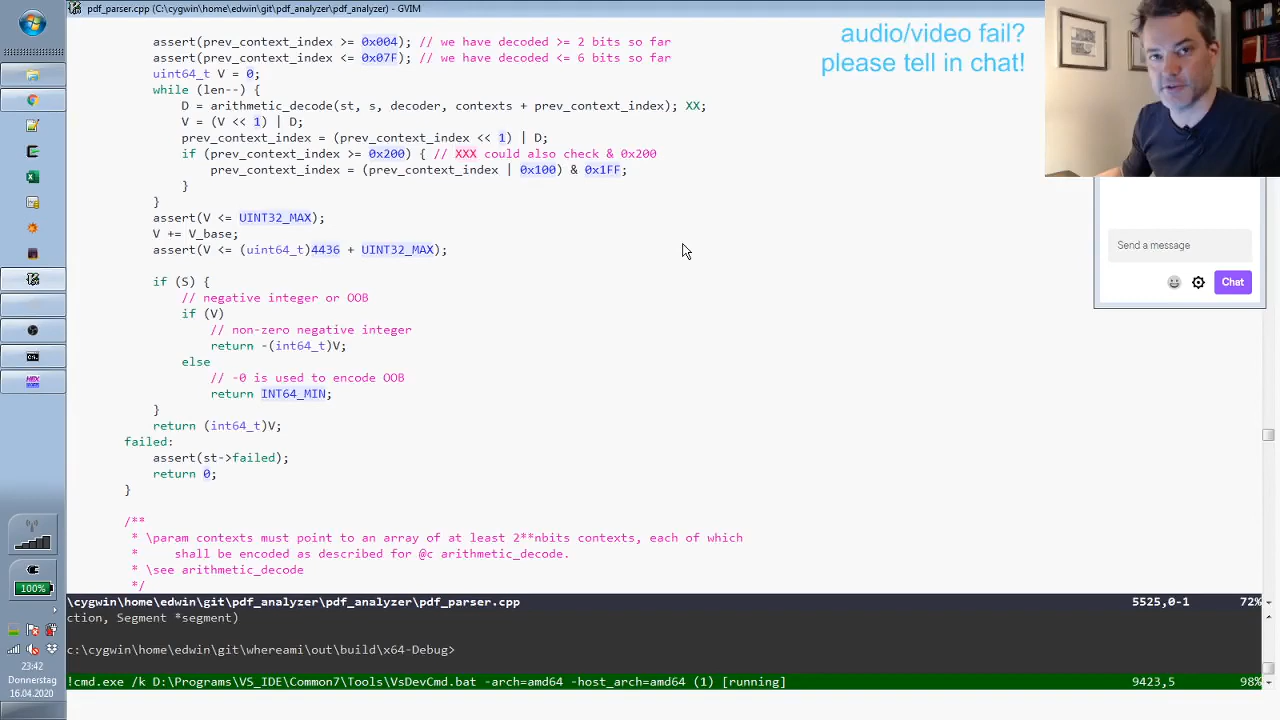 pdf_parser.cpp (C:\cygwin\home\edwin\git\pdf_analyzer\pdf_analyzer) - GVIM
audio/video fail?
please tell in chat!
assert(prev_context_index >= 0x004); // we have decoded >= 2 bits so far
assert(prev_context_index <= 0x07F); // we have decoded <= 6 bits so far
uint64_t V = 0;
while (len--) {
D = arithmetic_decode(st, s, decoder, contexts + prev_context_index); XX;
V = (V << 1) | D;
prev_context_index = (prev_context_index << 1) | D;
if (prev_context_index >= 0x200) { // XXX could also check & 0x200
prev_context_index = (prev_context_index | 0x100) & 0x1FF;
}
}
assert(V <= UINT32_MAX);
V += V_base;
assert(V <= (uint64_t)4436 + UINT32_MAX);
if (S) {
// negative integer or OOB
if (V)
// non-zero negative integer
return -(int64_t)V;
else
// -0 is used to encode OOB
return INT64_MIN;
}
return (int64_t)V;
failed:
assert(st->failed);
return 0;
}
/**
* \param contexts must point to an array of at least 2**nbits contexts, each of which
* shall be encoded as described for @c arithmetic_decode.
* \see arithmetic_decode
*/
\cygwin\home\edwin\git\pdf_analyzer\pdf_analyzer\pdf_parser.cpp 5525,0-1 72%
ction, Segment *segment)
c:\cygwin\home\edwin\git\whereami\out\build\x64-Debug>
!cmd.exe /k D:\Programs\VS_IDE\Common7\Tools\VsDevCmd.bat -arch=amd64 -host_arch=amd64 (1) [running] 9423,5 98%
Send a message
Chat
100%
23:42
Donnerstag
16.04.2020